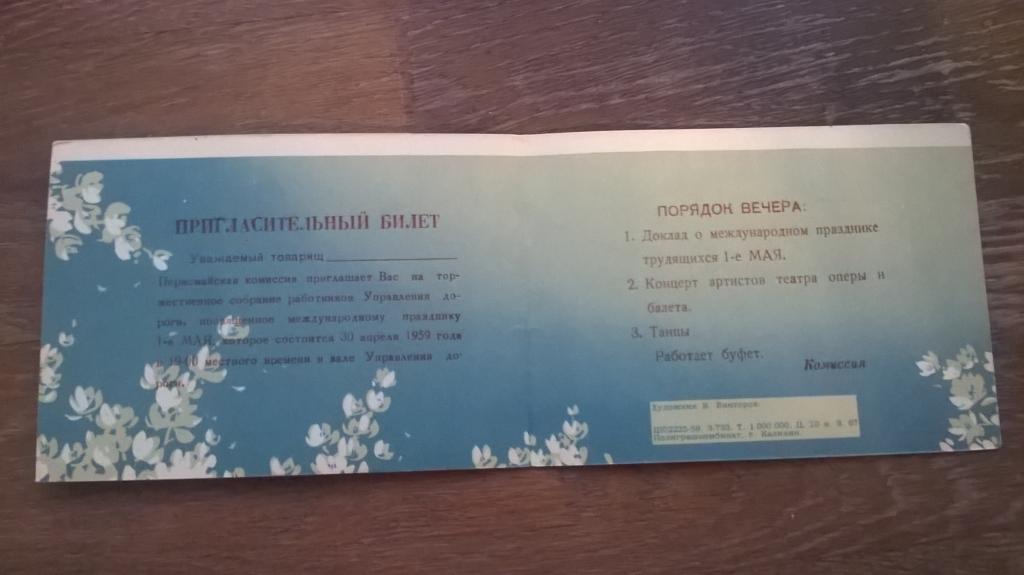 ПРИГЛАСИТЕЛЬНЫЙ БИЛЕТ
Уважаемый товарищ
Первомайская комиссия приглашает Вас на тор-
жественное собрание работников Управления до-
роги, посвященное международному празднику
1-е МАЯ, которое состоится 30 апреля 1959 года
в 19-00 местного времени в зале Управления до-
роги.
ПОРЯДОК ВЕЧЕРА:
1. Доклад о международном празднике
трудящихся 1-е МАЯ.
2. Концерт артистов театра оперы и
балета.
3. Танцы
Работает буфет.
Комиссия
Художник В. Викторов.
Т. 1 000 000.
Полиграфкомбинат, г. Калинин.